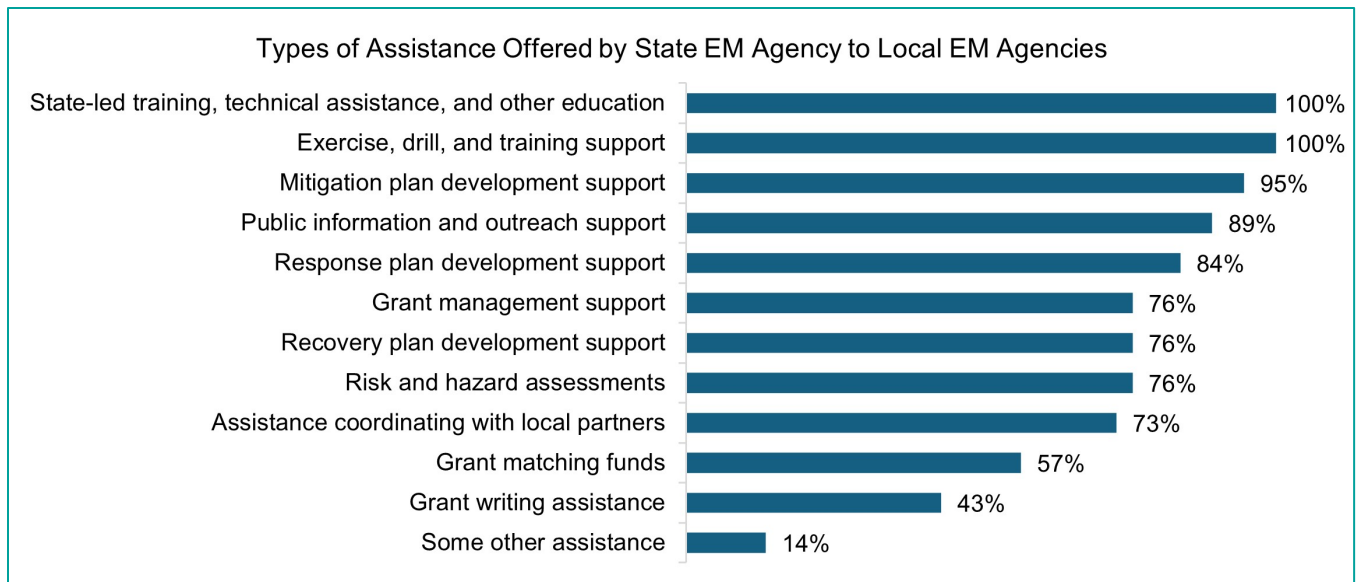 Types of Assistance Offered by State EM Agency to Local EM Agencies
State-led training, technical assistance, and other education 100%
Exercise, drill, and training support 100%
Mitigation plan development support 95%
Public information and outreach support 89%
Response plan development support 84%
Grant management support 76%
Recovery plan development support 76%
Risk and hazard assessments 76%
Assistance coordinating with local partners 73%
Grant matching funds 57%
Grant writing assistance 43%
Some other assistance 14%